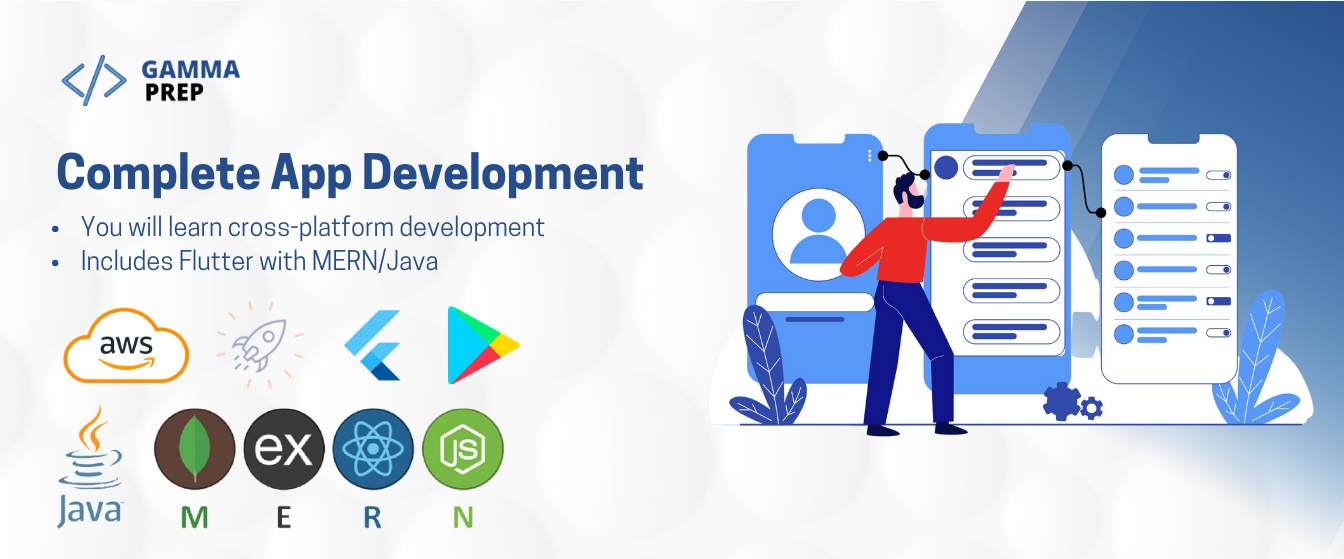 GAMMA
PREP
Complete App Development
• You will learn cross-platform development
• Includes Flutter with MERN/Java
aws
Java
ex
JS
M E R N